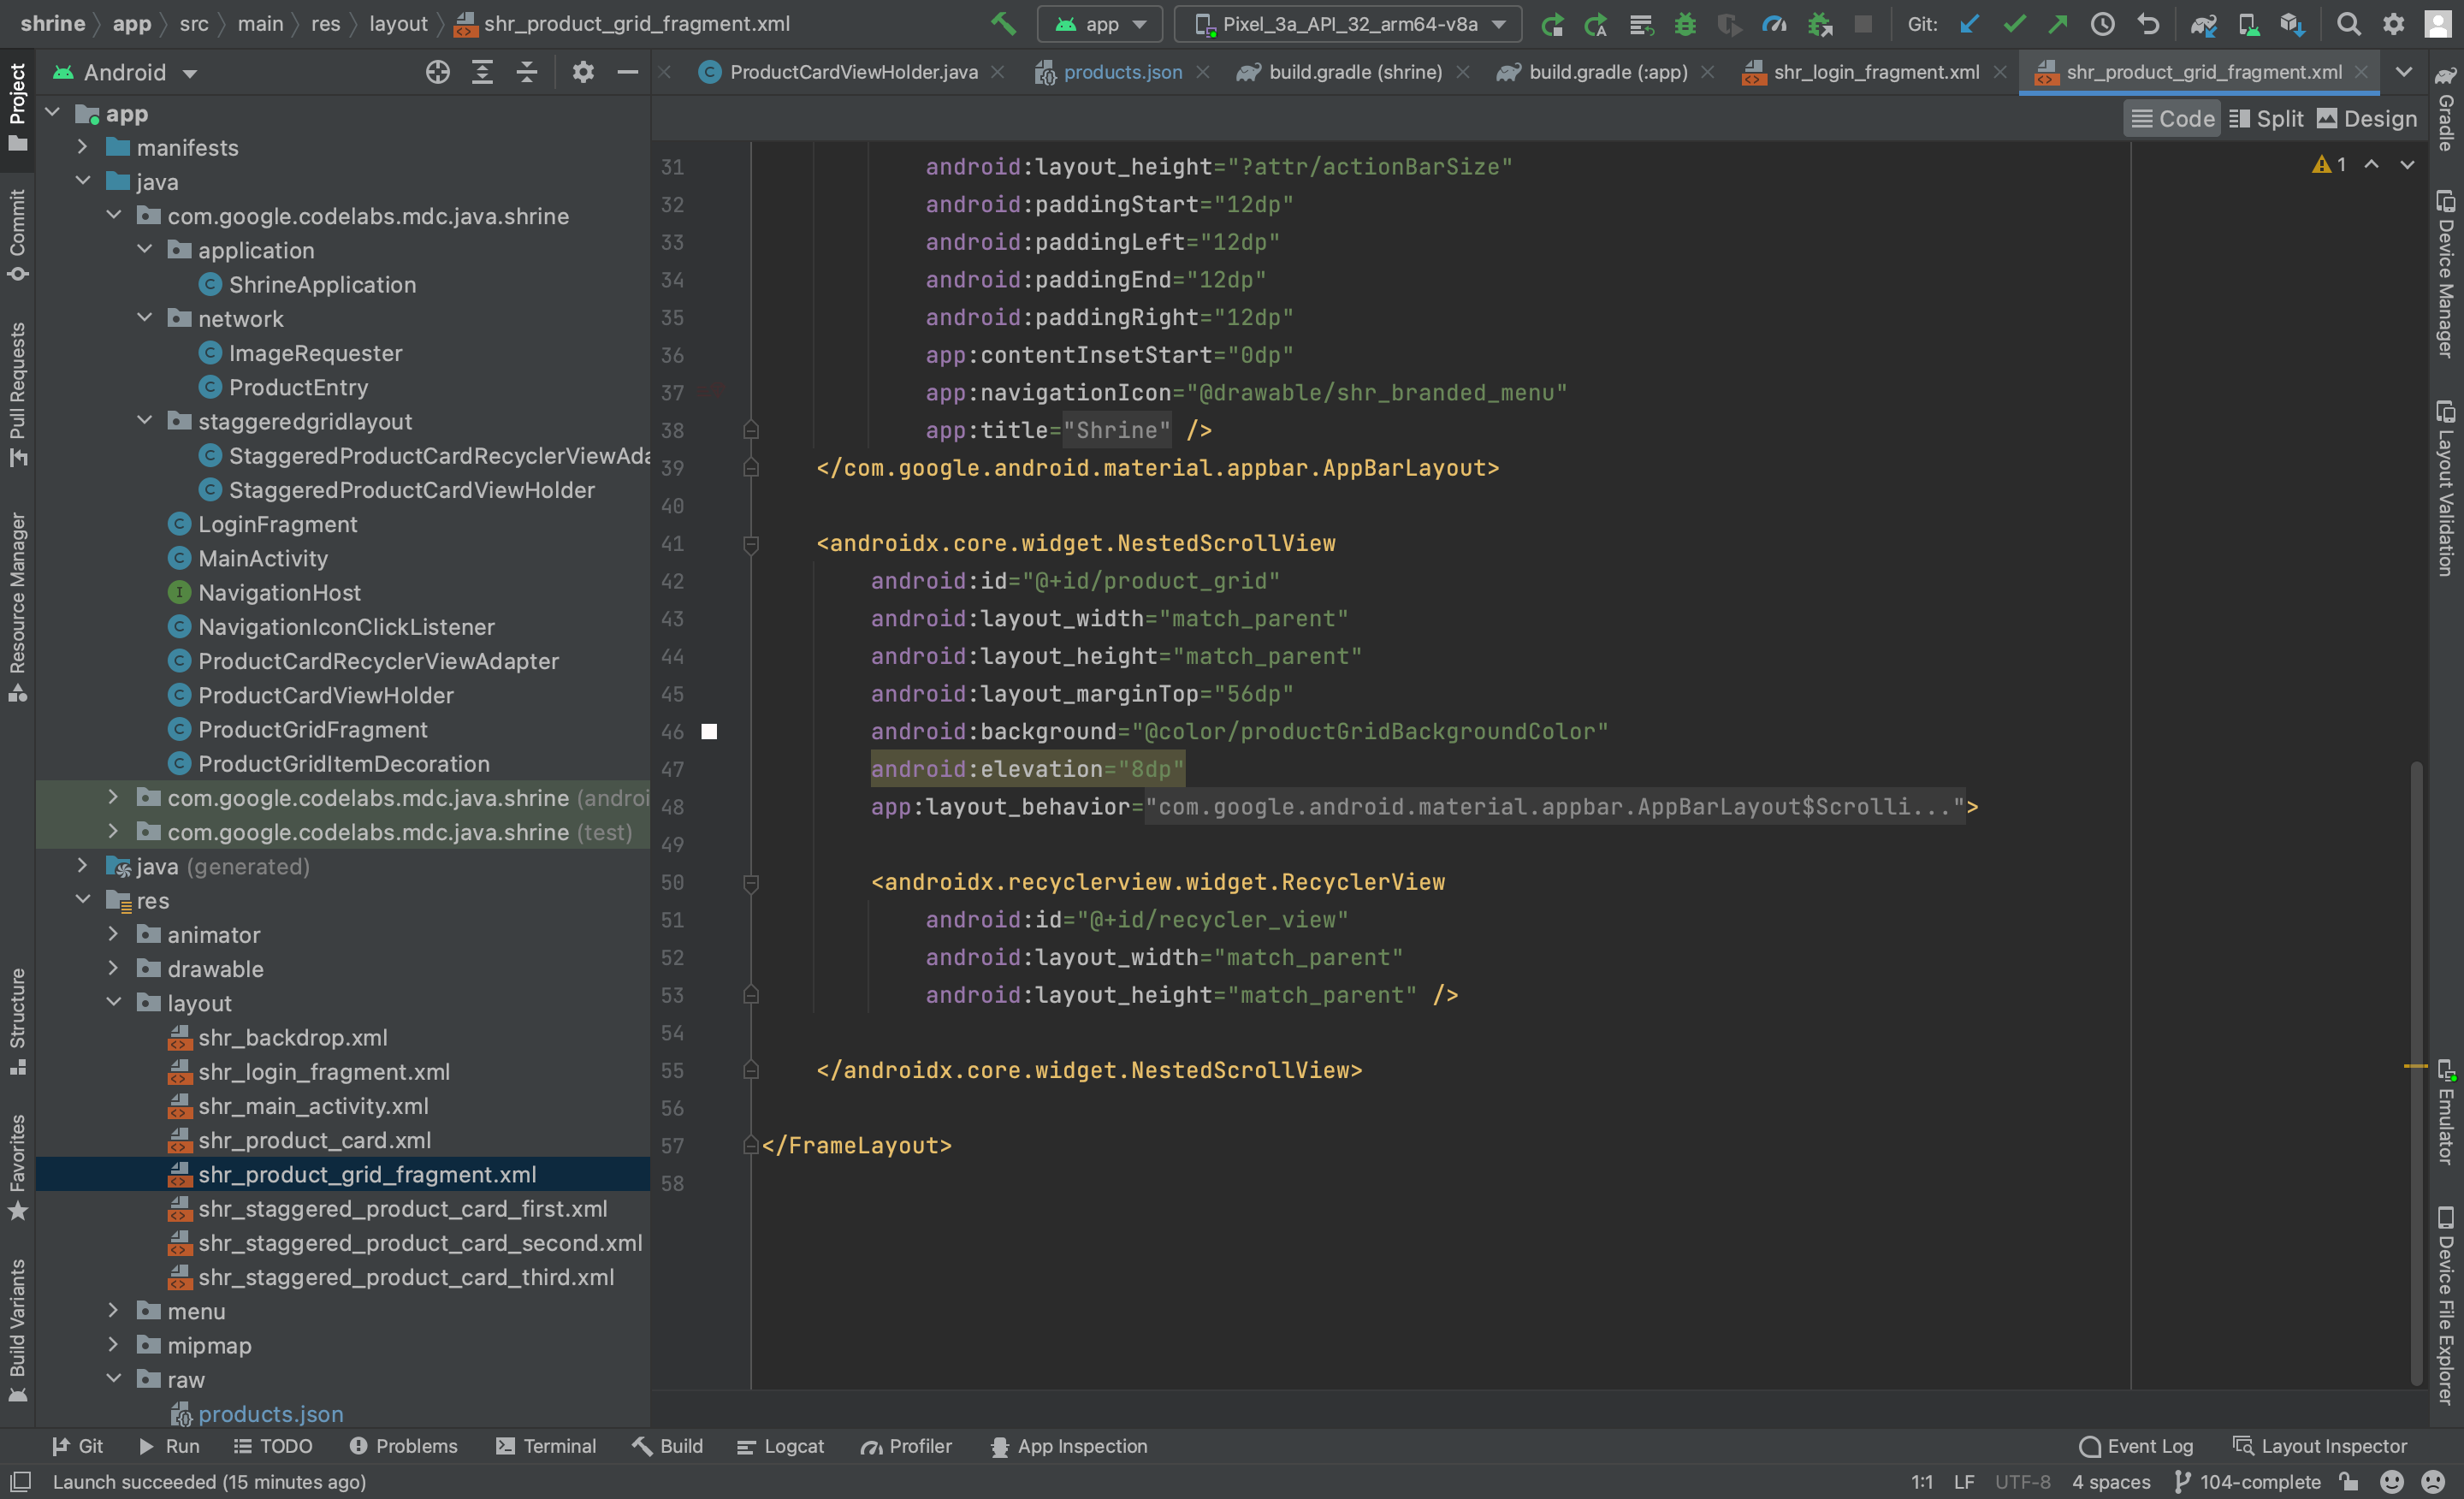 shrine app src main res layout shr_product_grid_fragment.xml
app Pixel_3a_API_32_arm64-v8a Git:
Android
ProductCardViewHolder.java products.json build.gradle (shrine) build.gradle (:app) shr_login_fragment.xml shr_product_grid_fragment.xml
Code Split Design
Project
Commit
Pull Requests
Resource Manager
Structure
Favorites
Build Variants
app
manifests
java
com.google.codelabs.mdc.java.shrine
application
ShrineApplication
network
ImageRequester
ProductEntry
staggeredgridlayout
StaggeredProductCardRecyclerViewAda
StaggeredProductCardViewHolder
LoginFragment
MainActivity
NavigationHost
NavigationIconClickListener
ProductCardRecyclerViewAdapter
ProductCardViewHolder
ProductGridFragment
ProductGridItemDecoration
com.google.codelabs.mdc.java.shrine (androi
com.google.codelabs.mdc.java.shrine (test)
java (generated)
res
animator
drawable
layout
shr_backdrop.xml
shr_login_fragment.xml
shr_main_activity.xml
shr_product_card.xml
shr_product_grid_fragment.xml
shr_staggered_product_card_first.xml
shr_staggered_product_card_second.xml
shr_staggered_product_card_third.xml
menu
mipmap
raw
products.json
1
31 android:layout_height="?attr/actionBarSize"
32 android:paddingStart="12dp"
33 android:paddingLeft="12dp"
34 android:paddingEnd="12dp"
35 android:paddingRight="12dp"
36 app:contentInsetStart="0dp"
37 app:navigationIcon="@drawable/shr_branded_menu"
38 app:title="Shrine" />
39 </com.google.android.material.appbar.AppBarLayout>
40
41 <androidx.core.widget.NestedScrollView
42 android:id="@+id/product_grid"
43 android:layout_width="match_parent"
44 android:layout_height="match_parent"
45 android:layout_marginTop="56dp"
46 android:background="@color/productGridBackgroundColor"
47 android:elevation="8dp"
48 app:layout_behavior="com.google.android.material.appbar.AppBarLayout$Scrolli...">
49
50 <androidx.recyclerview.widget.RecyclerView
51 android:id="@+id/recycler_view"
52 android:layout_width="match_parent"
53 android:layout_height="match_parent" />
54
55 </androidx.core.widget.NestedScrollView>
56
57 </FrameLayout>
58
Gradle
Device Manager
Layout Validation
Emulator
Device File Explorer
Git Run TODO Problems Terminal Build Logcat Profiler App Inspection Event Log Layout Inspector
Launch succeeded (15 minutes ago) 1:1 LF UTF-8 4 spaces 104-complete